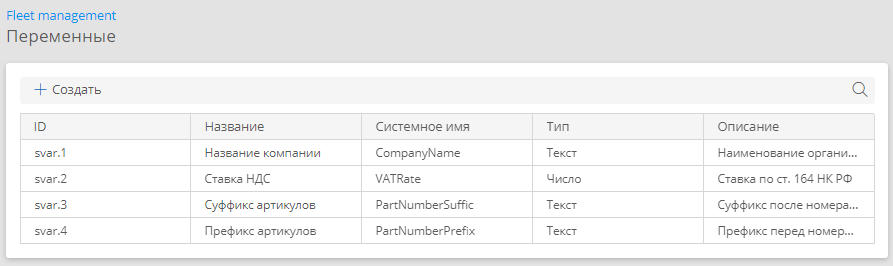 Fleet management
Переменные
Создать
ID Название Системное имя Тип Описание
svar.1 Название компании CompanyName Текст Наименование органи...
svar.2 Ставка НДС VATRate Число Ставка по ст. 164 НК РФ
svar.3 Суффикс артикулов PartNumberSuffic Текст Суффикс после номера...
svar.4 Префикс артикулов PartNumberPrefix Текст Префикс перед номер...